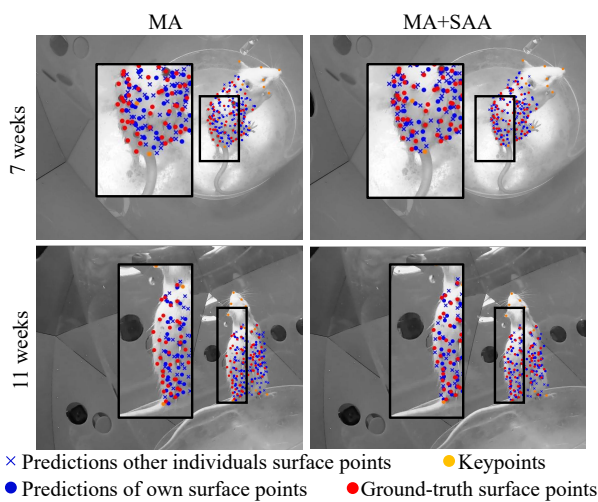 MA
MA+SAA
7 weeks
11 weeks
× Predictions other individuals surface points
Keypoints
Predictions of own surface points
Ground-truth surface points